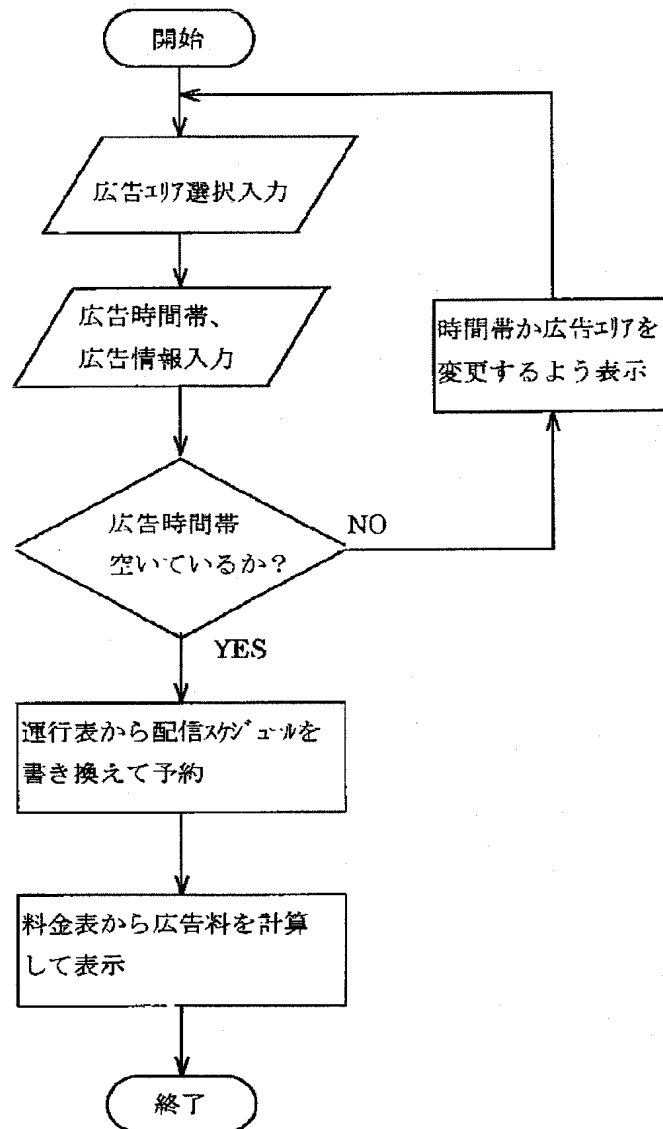 開始
広告ｴﾘｱ選択入力
広告時間帯、
広告情報入力
時間帯か広告ｴﾘｱを
変更するよう表示
広告時間帯
空いているか？
NO
YES
運行表から配信ｽｹｼﾞｭｰﾙを
書き換えて予約
料金表から広告料を計算
して表示
終了